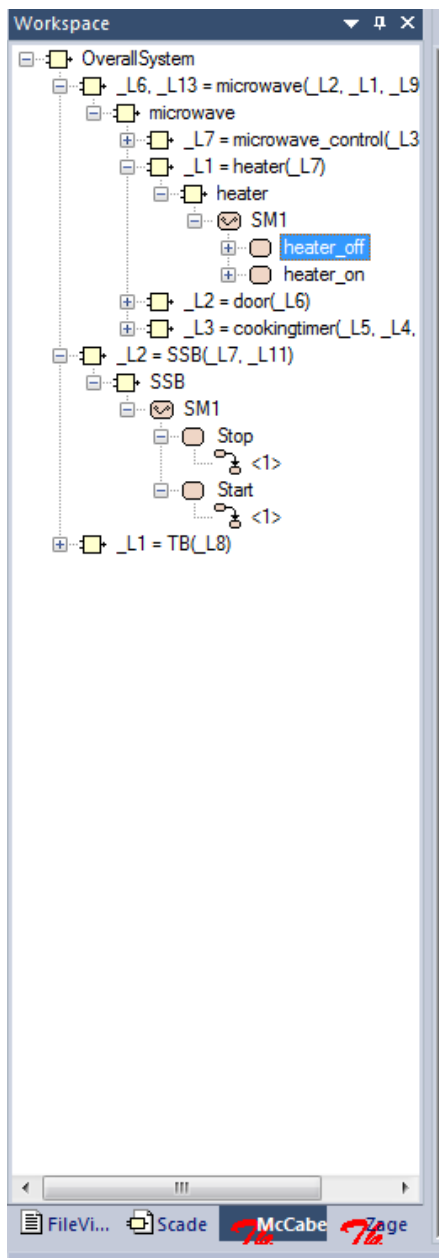 Workspace
OverallSystem
_L6, _L13 = microwave(_L2, _L1, _L9
microwave
_L7 = microwave_control(_L3
_L1 = heater(_L7)
heater
SM1
heater_off
heater_on
_L2 = door(_L6)
_L3 = cookingtimer(_L5, _L4,
_L2 = SSB(_L7, _L11)
SSB
SM1
Stop
<1>
Start
<1>
_L1 = TB(_L8)
FileVi... Scade McCabe Zage